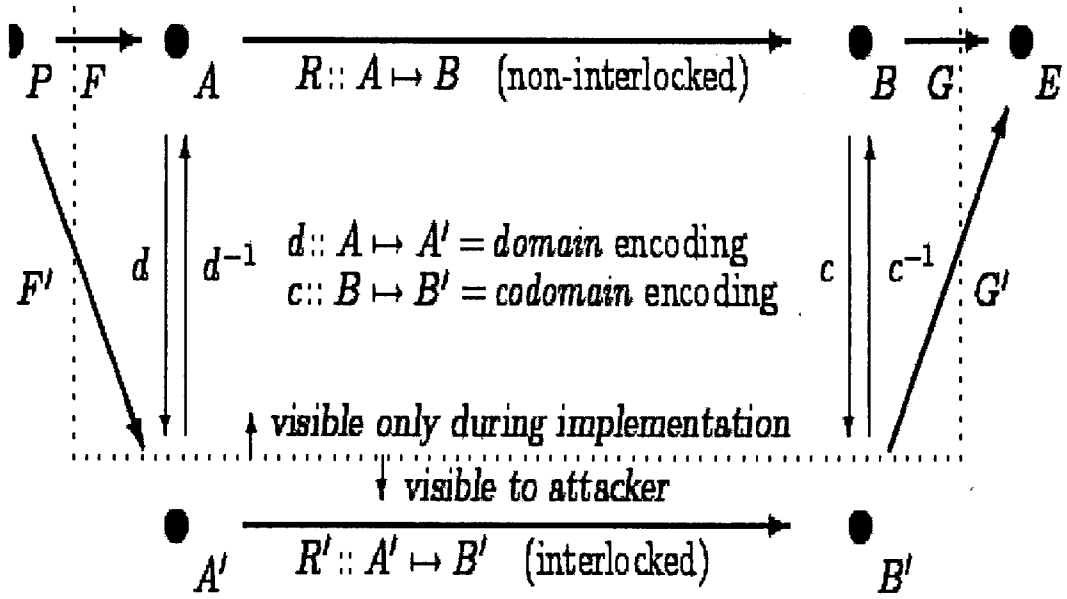 P F A R :: A ↦ B (non-interlocked) B G E
d :: A ↦ A′ = domain encoding
c :: B ↦ B′ = codomain encoding
F′ d d⁻¹ c c⁻¹ G′
visible only during implementation
visible to attacker
A′ R′ :: A′ ↦ B′ (interlocked) B′